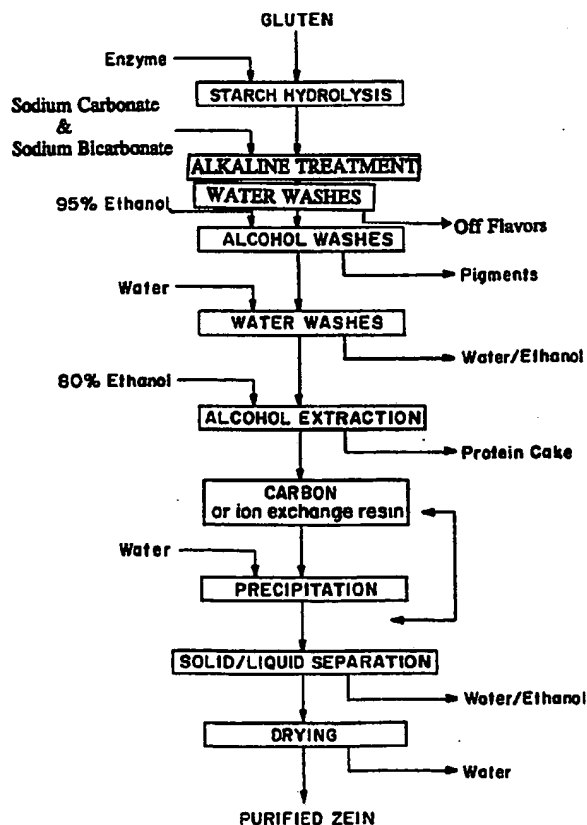 GLUTEN
Enzyme
STARCH HYDROLYSIS
Sodium Carbonate
&
Sodium Bicarbonate
ALKALINE TREATMENT
WATER WASHES
95% Ethanol
Off Flavors
ALCOHOL WASHES
Pigments
Water
WATER WASHES
Water/Ethanol
80% Ethanol
ALCOHOL EXTRACTION
Protein Cake
CARBON
or ion exchange resin
Water
PRECIPITATION
SOLID/LIQUID SEPARATION
Water/Ethanol
DRYING
Water
PURIFIED ZEIN